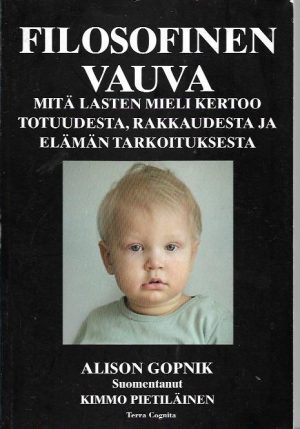 FILOSOFINEN
VAUVA
MITÄ LASTEN MIELI KERTOO
TOTUUDESTA, RAKKAUDESTA JA
ELÄMÄN TARKOITUKSESTA
ALISON GOPNIK
Suomentanut
KIMMO PIETILÄINEN
Terra Cognita